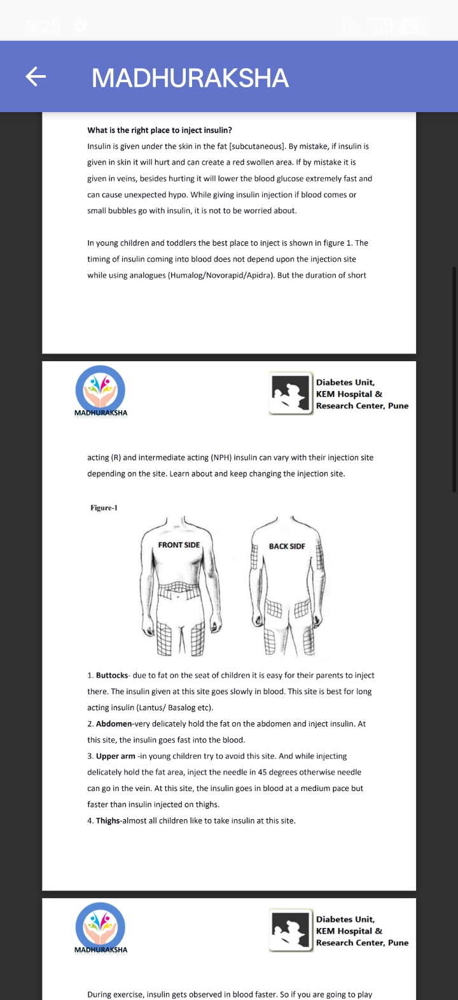 9:25
MADHURAKSHA
What is the right place to inject insulin?
Insulin is given under the skin in the fat [subcutaneous]. By mistake, if insulin is
given in skin it will hurt and can create a red swollen area. If by mistake it is
given in veins, besides hurting it will lower the blood glucose extremely fast and
can cause unexpected hypo. While giving insulin injection if blood comes or
small bubbles go with insulin, it is not to be worried about.
In young children and toddlers the best place to inject is shown in figure 1. The
timing of insulin coming into blood does not depend upon the injection site
while using analogues (Humalog/Novorapid/Apidra). But the duration of short
MADHURAKSHA
Diabetes Unit,
KEM Hospital &
Research Center, Pune
acting (R) and intermediate acting (NPH) insulin can vary with their injection site
depending on the site. Learn about and keep changing the injection site.
Figure-1
FRONT SIDE
BACK SIDF
1. Buttocks- due to fat on the seat of children it is easy for their parents to inject
there. The insulin given at this site goes slowly in blood. This site is best for long
acting insulin (Lantus/ Basalog etc).
2. Abdomen-very delicately hold the fat on the abdomen and inject insulin. At
this site, the insulin goes fast into the blood.
3. Upper arm -in young children try to avoid this site. And while injecting
delicately hold the fat area, inject the needle in 45 degrees otherwise needle
can go in the vein. At this site, the insulin goes in blood at a medium pace but
faster than insulin injected on thighs.
4. Thighs-almost all children like to take insulin at this site.
MADHURAKSHA
Diabetes Unit,
KEM Hospital &
Research Center, Pune
During exercise, insulin gets observed in blood faster. So if you are going to play